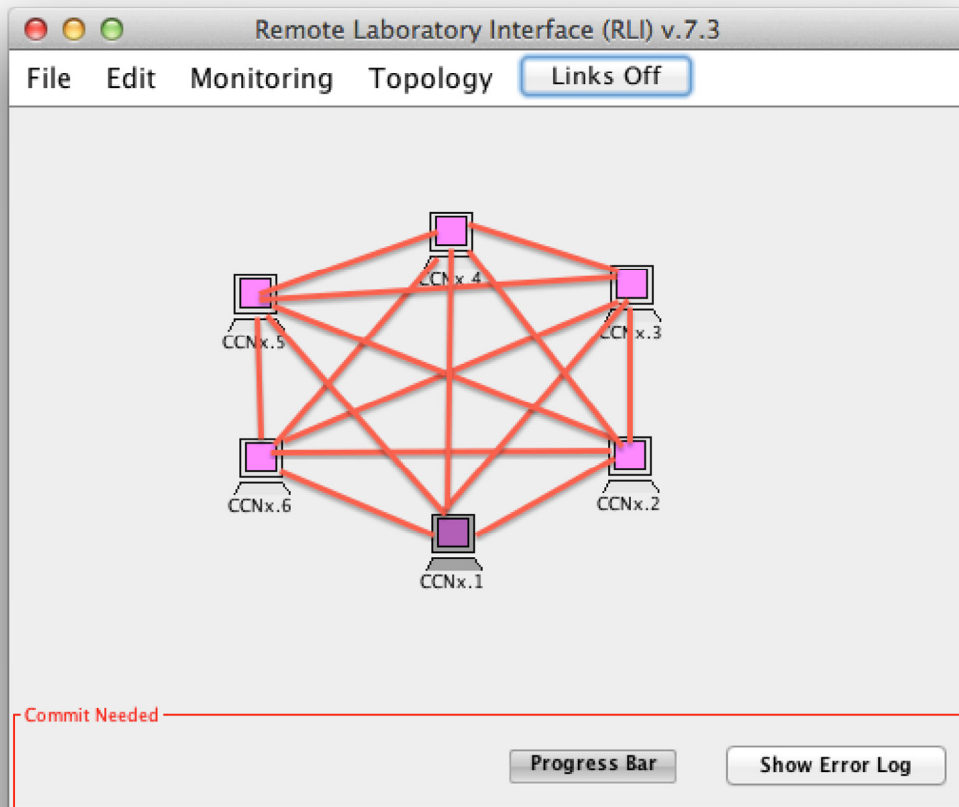 Remote Laboratory Interface (RLI) v.7.3
File Edit Monitoring Topology Links Off
CCNx.4
CCNx.5
CCNx.3
CCNx.6
CCNx.2
CCNx.1
Commit Needed
Progress Bar Show Error Log